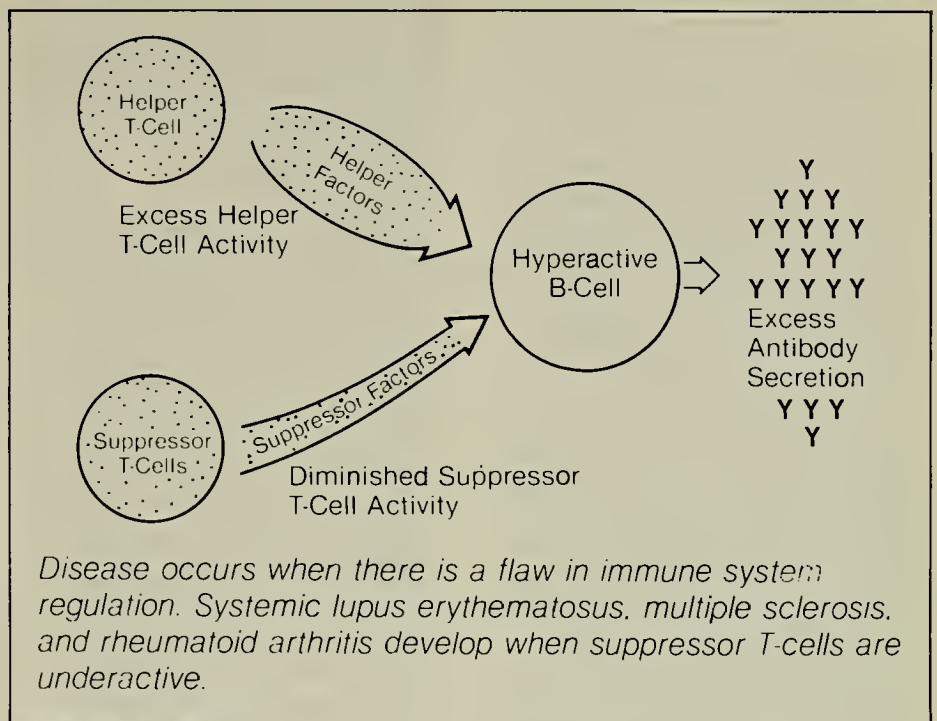 Helper
T-Cell
Helper
Factors
Excess Helper
T-Cell Activity
Hyperactive
B-Cell
Y
Y Y Y
Y Y Y Y Y
Y Y Y
Y Y Y Y Y
Excess
Antibody
Secretion
Y Y Y
Y
Suppressor Factors
Suppressor
T-Cells
Diminished Suppressor
T-Cell Activity
Disease occurs when there is a flaw in immune system
regulation. Systemic lupus erythematosus, multiple sclerosis,
and rheumatoid arthritis develop when suppressor T-cells are
underactive.